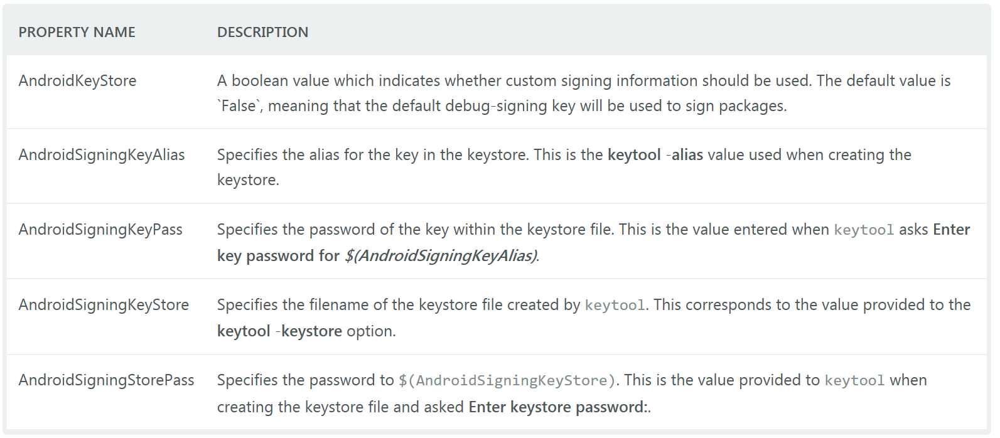 PROPERTY NAME DESCRIPTION
AndroidKeyStore A boolean value which indicates whether custom signing information should be used. The default value is
`False`, meaning that the default debug-signing key will be used to sign packages.
AndroidSigningKeyAlias Specifies the alias for the key in the keystore. This is the keytool -alias value used when creating the
keystore.
AndroidSigningKeyPass Specifies the password of the key within the keystore file. This is the value entered when keytool asks Enter
key password for $(AndroidSigningKeyAlias).
AndroidSigningKeyStore Specifies the filename of the keystore file created by keytool. This corresponds to the value provided to the
keytool -keystore option.
AndroidSigningStorePass Specifies the password to $(AndroidSigningKeyStore). This is the value provided to keytool when
creating the keystore file and asked Enter keystore password:.